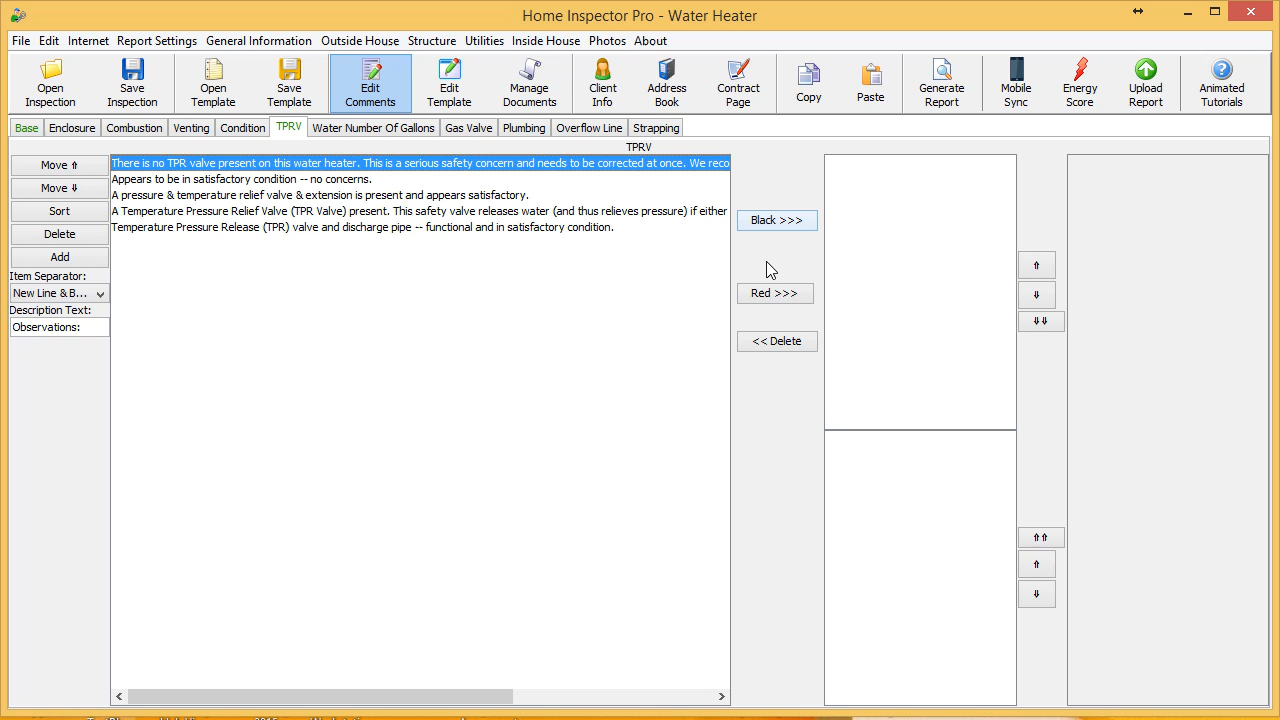 Home Inspector Pro - Water Heater
File Edit Internet Report Settings General Information Outside House Structure Utilities Inside House Photos About
Open Inspection
Save Inspection
Open Template
Save Template
Edit Comments
Edit Template
Manage Documents
Client Info
Address Book
Contract Page
Copy
Paste
Generate Report
Mobile Sync
Energy Score
Upload Report
Animated Tutorials
Base Enclosure Combustion Venting Condition TPRV Water Number Of Gallons Gas Valve Plumbing Overflow Line Strapping
TPRV
Move ⇑
Move ⇓
Sort
Delete
Add
Item Separator:
New Line & B...
Description Text:
Observations:
There is no TPR valve present on this water heater. This is a serious safety concern and needs to be corrected at once. We reco
Appears to be in satisfactory condition -- no concerns.
A pressure & temperature relief valve & extension is present and appears satisfactory.
A Temperature Pressure Relief Valve (TPR Valve) present. This safety valve releases water (and thus relieves pressure) if either
Temperature Pressure Release (TPR) valve and discharge pipe -- functional and in satisfactory condition.
Black >>>
Red >>>
<< Delete
⇑
⇓
⇓⇓
⇑⇑
⇑
⇓